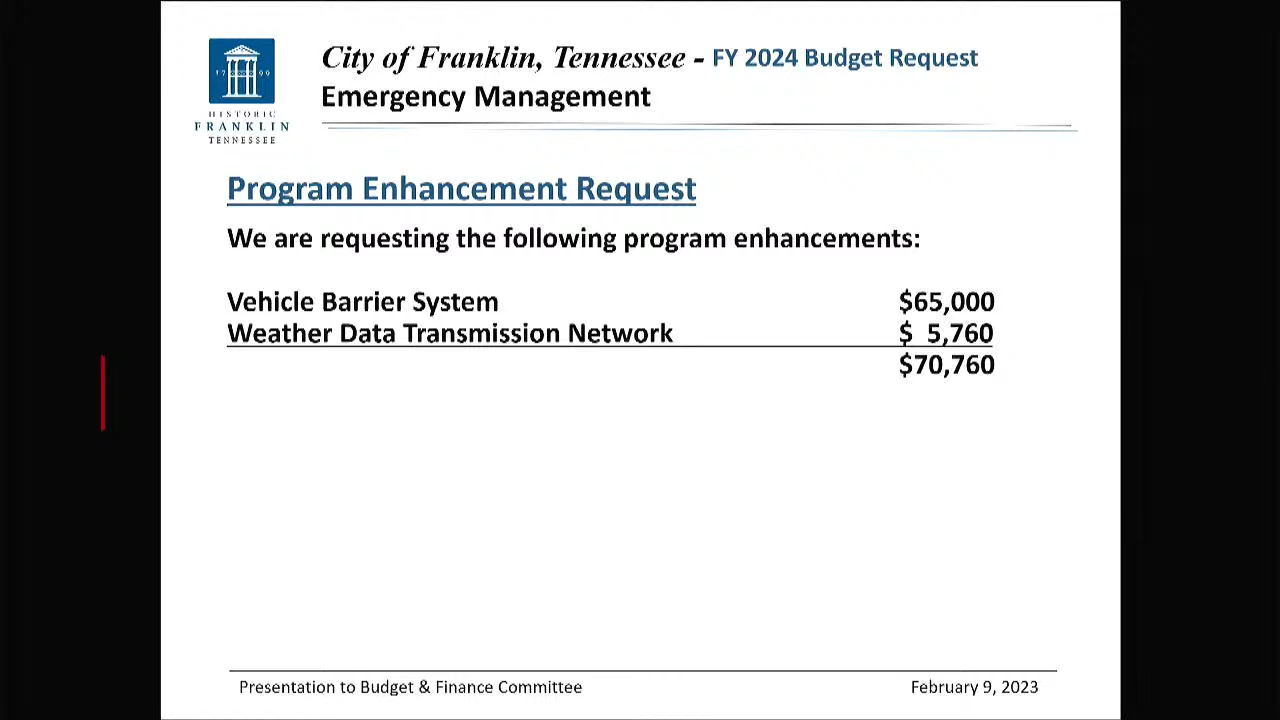 City of Franklin, Tennessee - FY 2024 Budget Request
Emergency Management
17 99
HISTORIC
FRANKLIN
TENNESSEE
Program Enhancement Request
We are requesting the following program enhancements:
Vehicle Barrier System $65,000
Weather Data Transmission Network $ 5,760
$70,760
Presentation to Budget & Finance Committee February 9, 2023